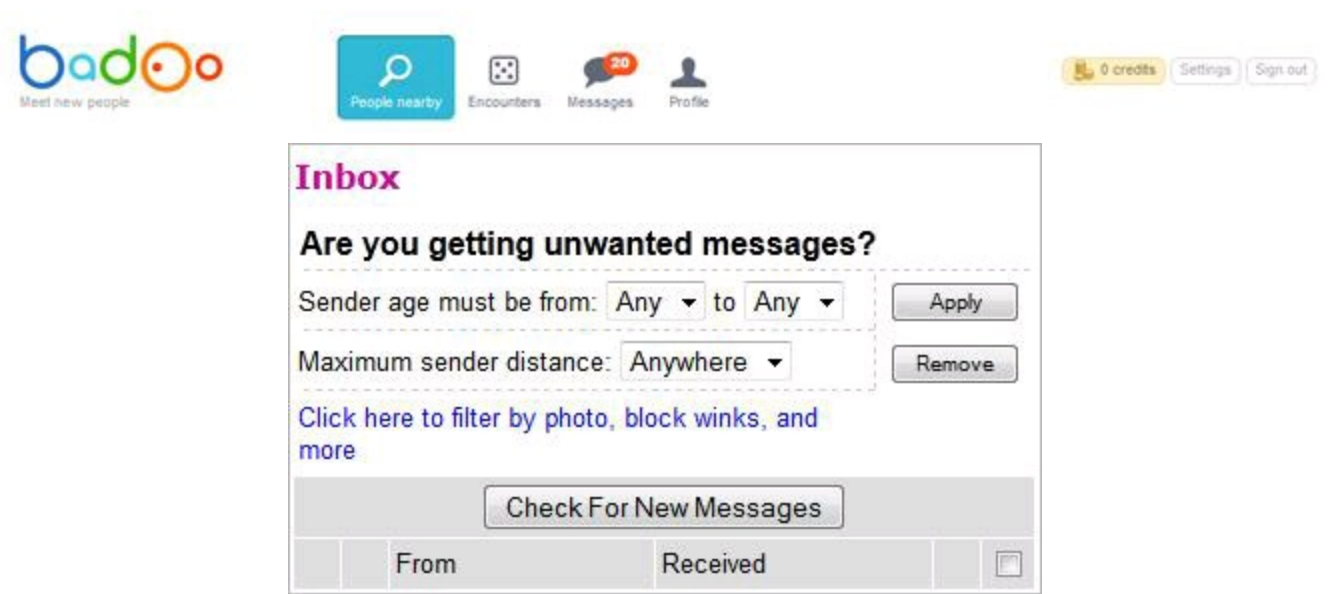 badoo
Meet new people
People nearby
Encounters
20
Messages
Profile
0 credits
Settings
Sign out
Inbox
Are you getting unwanted messages?
Sender age must be from: Any to Any
Apply
Maximum sender distance: Anywhere
Remove
Click here to filter by photo, block winks, and
more
Check For New Messages
From Received